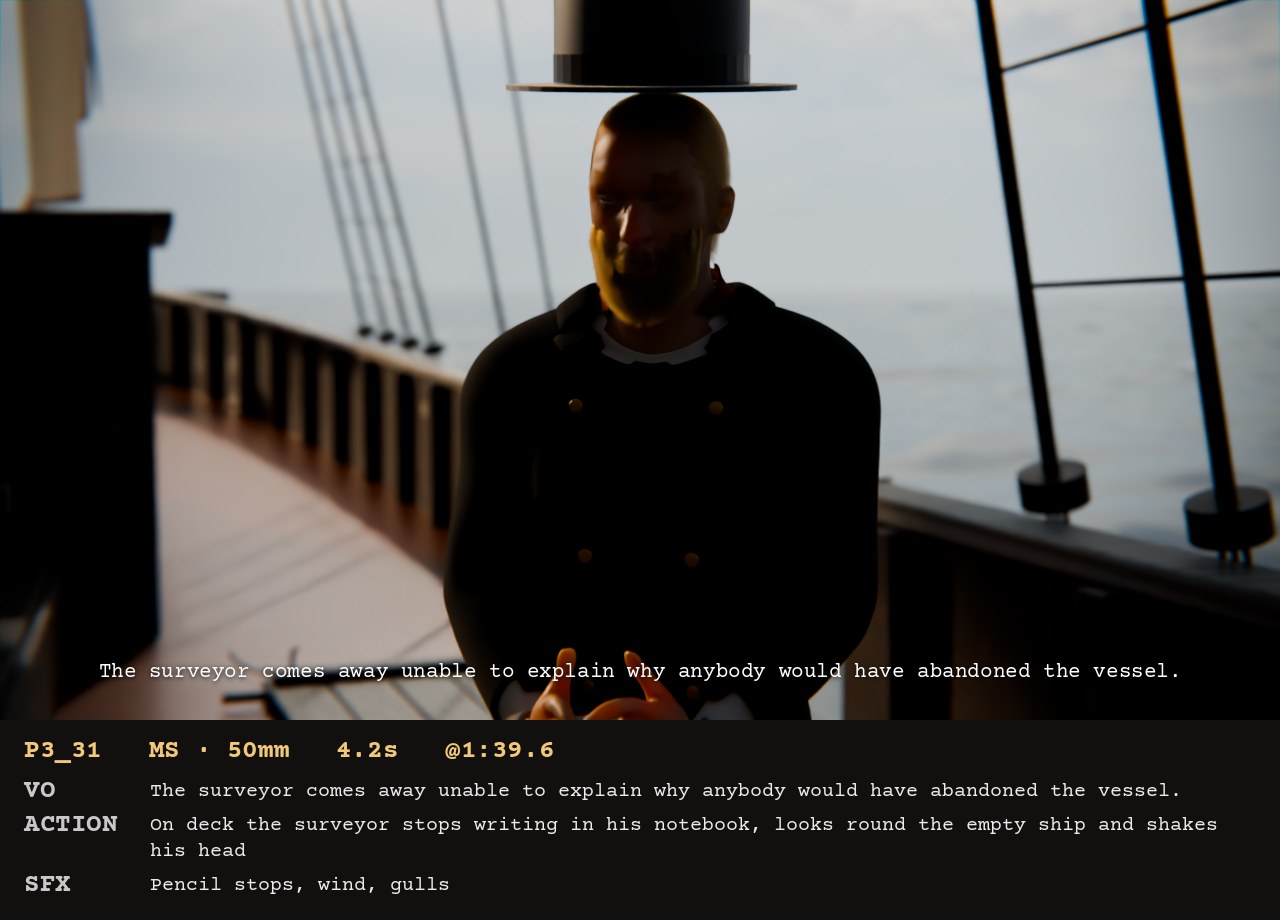 The surveyor comes away unable to explain why anybody would have abandoned the vessel.
P3_31 MS · 50mm 4.2s @1:39.6
VO The surveyor comes away unable to explain why anybody would have abandoned the vessel.
ACTION On deck the surveyor stops writing in his notebook, looks round the empty ship and shakes
his head
SFX Pencil stops, wind, gulls